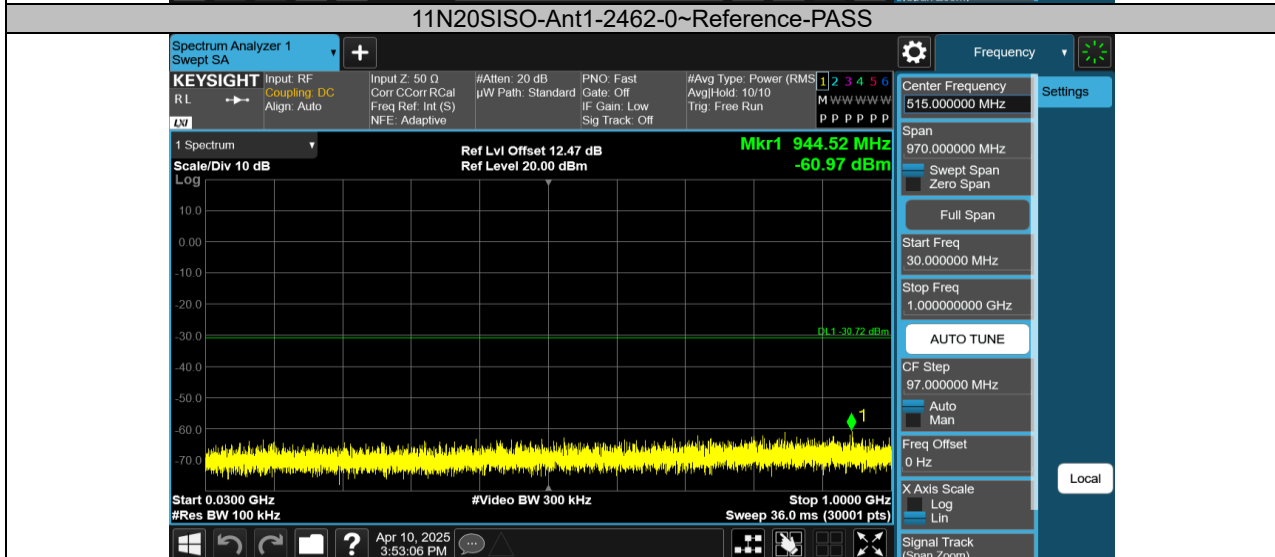 (Span Zoom)
11N20SISO-Ant1-2462-0~Reference-PASS
Spectrum Analyzer 1
Swept SA
Frequency
KEYSIGHT
RL
LXI
Input: RF
Coupling: DC
Align: Auto
Input Z: 50 Ω
Corr CCorr RCal
Freq Ref: Int (S)
NFE: Adaptive
#Atten: 20 dB
µW Path: Standard
PNO: Fast
Gate: Off
IF Gain: Low
Sig Track: Off
#Avg Type: Power (RMS
Avg|Hold: 10/10
Trig: Free Run
1 2 3 4 5 6
M W W W W W
P P P P P P
1 Spectrum
Scale/Div 10 dB
Log
Ref Lvl Offset 12.47 dB
Ref Level 20.00 dBm
Mkr1 944.52 MHz
-60.97 dBm
10.0
0.00
-10.0
-20.0
-30.0
DL1 -30.72 dBm
-40.0
-50.0
-60.0
1
-70.0
Start 0.0300 GHz
#Res BW 100 kHz
#Video BW 300 kHz
Stop 1.0000 GHz
Sweep 36.0 ms (30001 pts)
Center Frequency
515.000000 MHz
Settings
Span
970.000000 MHz
Swept Span
Zero Span
Full Span
Start Freq
30.000000 MHz
Stop Freq
1.000000000 GHz
AUTO TUNE
CF Step
97.000000 MHz
Auto
Man
Freq Offset
0 Hz
X Axis Scale
Log
Lin
Local
Signal Track
(Span Zoom)
?
Apr 10, 2025
3:53:06 PM